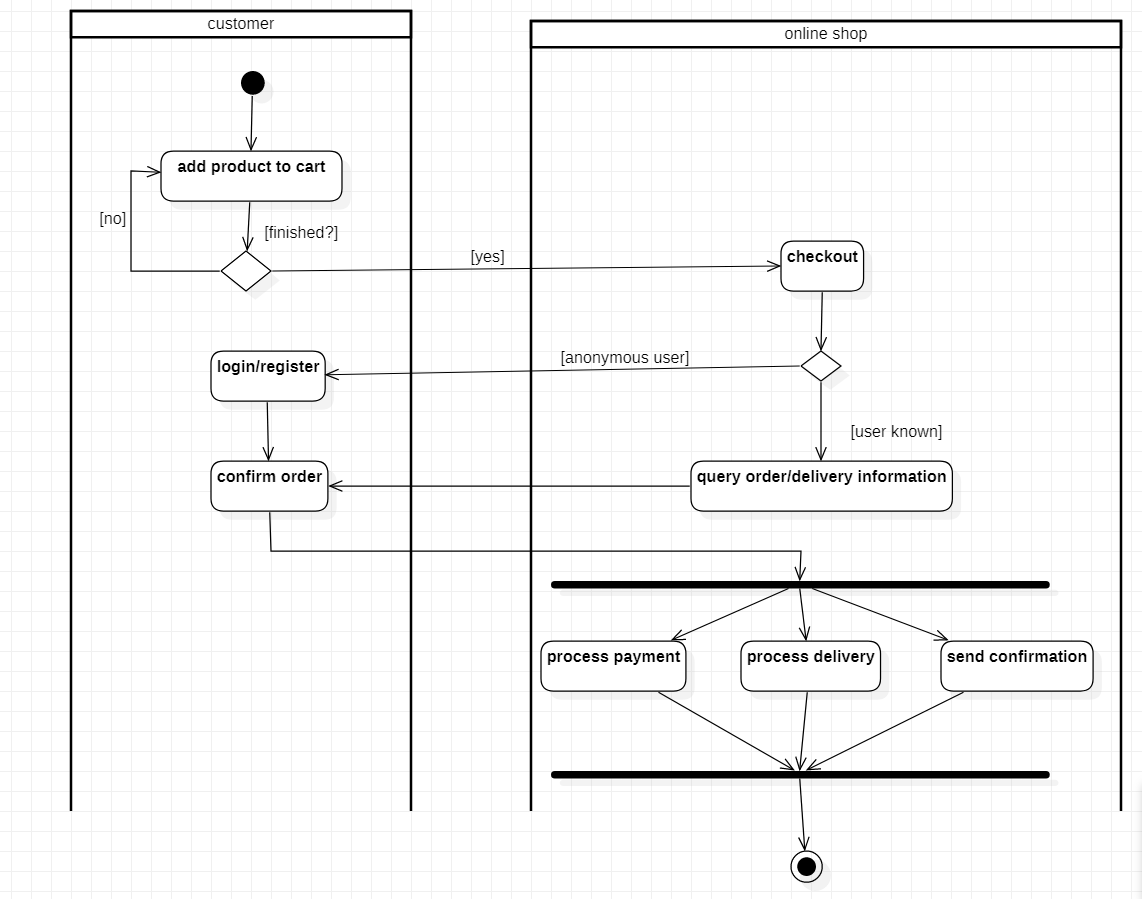 customer
online shop
add product to cart
[no]
[finished?]
[yes]
checkout
[anonymous user]
login/register
[user known]
confirm order
query order/delivery information
process payment
process delivery
send confirmation